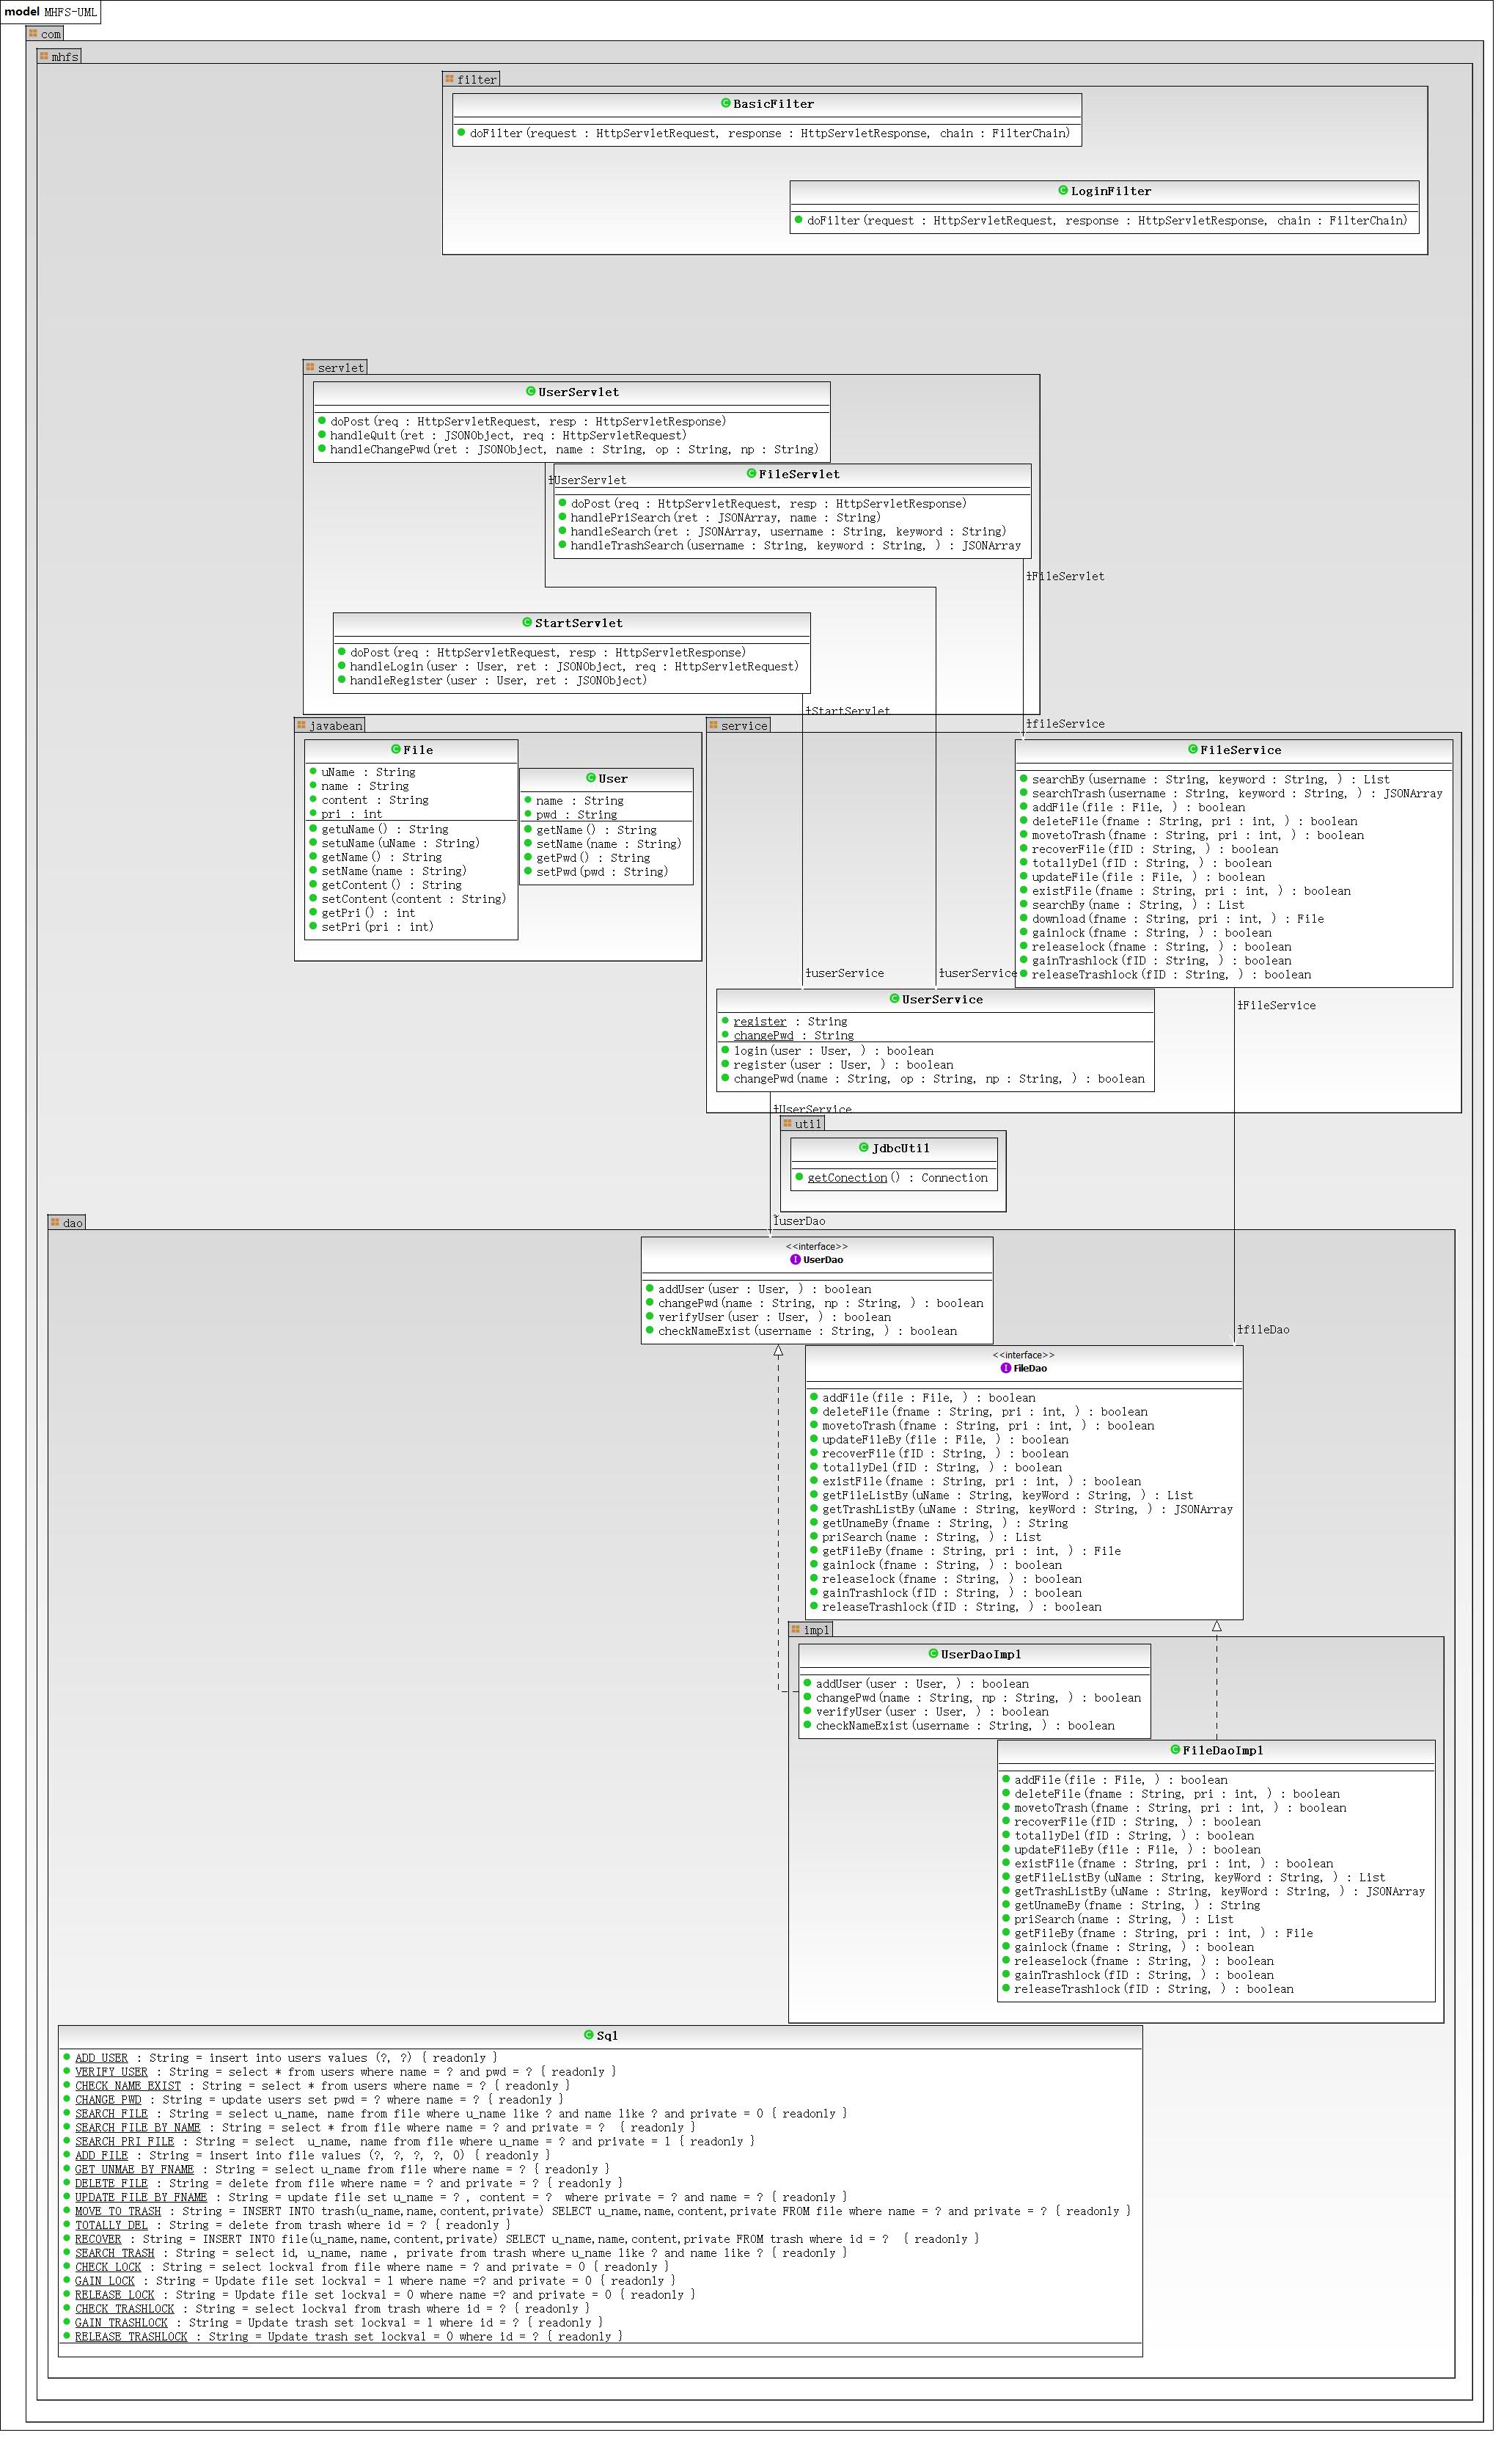 model MHFS-UML
com
mhfs
filter
BasicFilter
doFilter(request : HttpServletRequest, response : HttpServletResponse, chain : FilterChain)
LoginFilter
doFilter(request : HttpServletRequest, response : HttpServletResponse, chain : FilterChain)
servlet
UserServlet
doPost(req : HttpServletRequest, resp : HttpServletResponse)
handleQuit(ret : JSONObject, req : HttpServletRequest)
handleChangePwd(ret : JSONObject, name : String, op : String, np : String)
UserServlet
FileServlet
doPost(req : HttpServletRequest, resp : HttpServletResponse)
handlePriSearch(ret : JSONArray, name : String)
handleSearch(ret : JSONArray, username : String, keyword : String)
handleTrashSearch(username : String, keyword : String, ) : JSONArray
FileServlet
StartServlet
doPost(req : HttpServletRequest, resp : HttpServletResponse)
handleLogin(user : User, ret : JSONObject, req : HttpServletRequest)
handleRegister(user : User, ret : JSONObject)
StartServlet
fileService
javabean
File
uName : String
name : String
content : String
pri : int
getuName() : String
setuName(uName : String)
getName() : String
setName(name : String)
getContent() : String
setContent(content : String)
getPri() : int
setPri(pri : int)
User
name : String
pwd : String
getName() : String
setName(name : String)
getPwd() : String
setPwd(pwd : String)
service
FileService
searchBy(username : String, keyword : String, ) : List
searchTrash(username : String, keyword : String, ) : JSONArray
addFile(file : File, ) : boolean
deleteFile(fname : String, pri : int, ) : boolean
movetoTrash(fname : String, pri : int, ) : boolean
recoverFile(fID : String, ) : boolean
totallyDel(fID : String, ) : boolean
updateFile(file : File, ) : boolean
existFile(fname : String, pri : int, ) : boolean
searchBy(name : String, ) : List
download(fname : String, pri : int, ) : File
gainlock(fname : String, ) : boolean
releaselock(fname : String, ) : boolean
gainTrashlock(fID : String, ) : boolean
releaseTrashlock(fID : String, ) : boolean
userService
userService
FileService
UserService
register : String
changePwd : String
login(user : User, ) : boolean
register(user : User, ) : boolean
changePwd(name : String, op : String, np : String, ) : boolean
UserService
util
JdbcUtil
getConection() : Connection
userDao
dao
<<interface>>
UserDao
addUser(user : User, ) : boolean
changePwd(name : String, np : String, ) : boolean
verifyUser(user : User, ) : boolean
checkNameExist(username : String, ) : boolean
fileDao
<<interface>>
FileDao
addFile(file : File, ) : boolean
deleteFile(fname : String, pri : int, ) : boolean
movetoTrash(fname : String, pri : int, ) : boolean
updateFileBy(file : File, ) : boolean
recoverFile(fID : String, ) : boolean
totallyDel(fID : String, ) : boolean
existFile(fname : String, pri : int, ) : boolean
getFileListBy(uName : String, keyWord : String, ) : List
getTrashListBy(uName : String, keyWord : String, ) : JSONArray
getUnameBy(fname : String, ) : String
priSearch(name : String, ) : List
getFileBy(fname : String, pri : int, ) : File
gainlock(fname : String, ) : boolean
releaselock(fname : String, ) : boolean
gainTrashlock(fID : String, ) : boolean
releaseTrashlock(fID : String, ) : boolean
impl
UserDaoImpl
addUser(user : User, ) : boolean
changePwd(name : String, np : String, ) : boolean
verifyUser(user : User, ) : boolean
checkNameExist(username : String, ) : boolean
FileDaoImpl
addFile(file : File, ) : boolean
deleteFile(fname : String, pri : int, ) : boolean
movetoTrash(fname : String, pri : int, ) : boolean
recoverFile(fID : String, ) : boolean
totallyDel(fID : String, ) : boolean
updateFileBy(file : File, ) : boolean
existFile(fname : String, pri : int, ) : boolean
getFileListBy(uName : String, keyWord : String, ) : List
getTrashListBy(uName : String, keyWord : String, ) : JSONArray
getUnameBy(fname : String, ) : String
priSearch(name : String, ) : List
getFileBy(fname : String, pri : int, ) : File
gainlock(fname : String, ) : boolean
releaselock(fname : String, ) : boolean
gainTrashlock(fID : String, ) : boolean
releaseTrashlock(fID : String, ) : boolean
Sql
ADD_USER : String = insert into users values (?, ?) { readonly }
VERIFY_USER : String = select * from users where name = ? and pwd = ? { readonly }
CHECK_NAME_EXIST : String = select * from users where name = ? { readonly }
CHANGE_PWD : String = update users set pwd = ? where name = ? { readonly }
SEARCH_FILE : String = select u_name, name from file where u_name like ? and name like ? and private = 0 { readonly }
SEARCH_FILE_BY_NAME : String = select * from file where name = ? and private = ?  { readonly }
SEARCH_PRI_FILE : String = select  u_name, name from file where u_name = ? and private = 1 { readonly }
ADD_FILE : String = insert into file values (?, ?, ?, ?, 0) { readonly }
GET_UNMAE_BY_FNAME : String = select u_name from file where name = ? { readonly }
DELETE_FILE : String = delete from file where name = ? and private = ? { readonly }
UPDATE_FILE_BY_FNAME : String = update file set u_name = ? , content = ?  where private = ? and name = ? { readonly }
MOVE_TO_TRASH : String = INSERT INTO trash(u_name,name,content,private) SELECT u_name,name,content,private FROM file where name = ? and private = ? { readonly }
TOTALLY_DEL : String = delete from trash where id = ? { readonly }
RECOVER : String = INSERT INTO file(u_name,name,content,private) SELECT u_name,name,content,private FROM trash where id = ?  { readonly }
SEARCH_TRASH : String = select id, u_name, name , private from trash where u_name like ? and name like ? { readonly }
CHECK_LOCK : String = select lockval from file where name = ? and private = 0 { readonly }
GAIN_LOCK : String = Update file set lockval = 1 where name =? and private = 0 { readonly }
RELEASE_LOCK : String = Update file set lockval = 0 where name =? and private = 0 { readonly }
CHECK_TRASHLOCK : String = select lockval from trash where id = ? { readonly }
GAIN_TRASHLOCK : String = Update trash set lockval = 1 where id = ? { readonly }
RELEASE_TRASHLOCK : String = Update trash set lockval = 0 where id = ? { readonly }